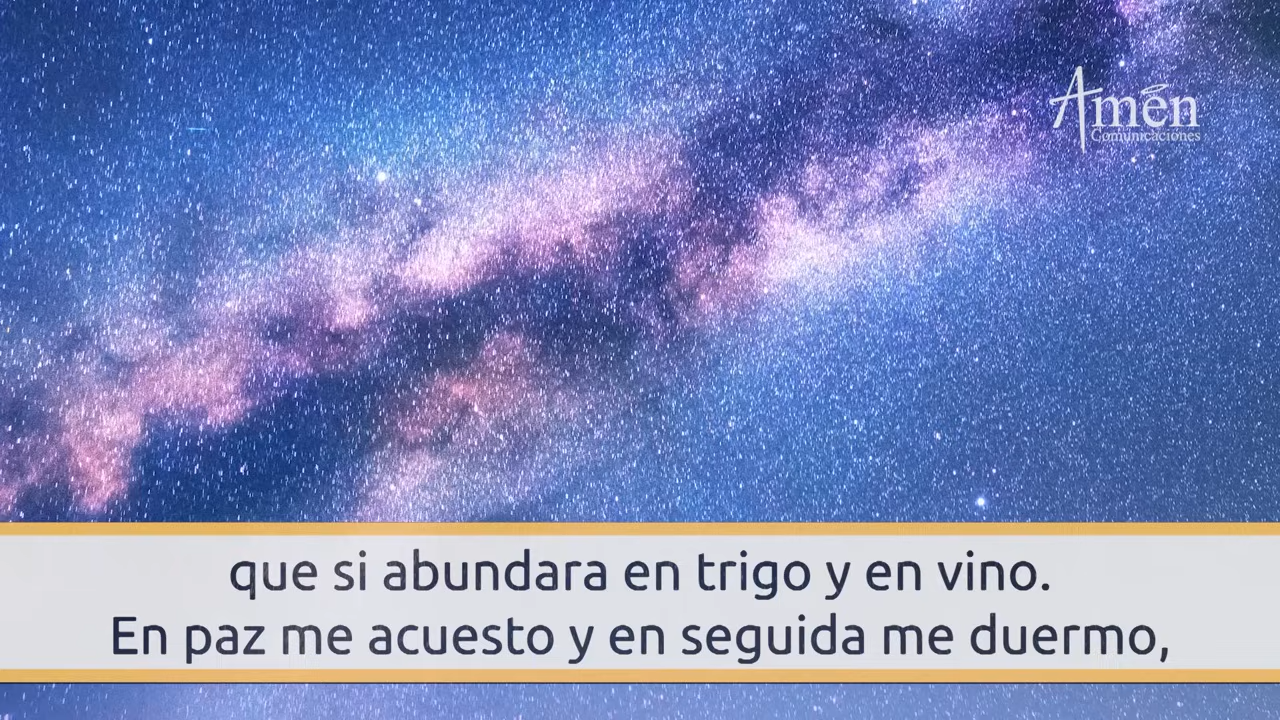 Amén
Comunicaciones
que si abundara en trigo y en vino.
En paz me acuesto y en seguida me duermo,